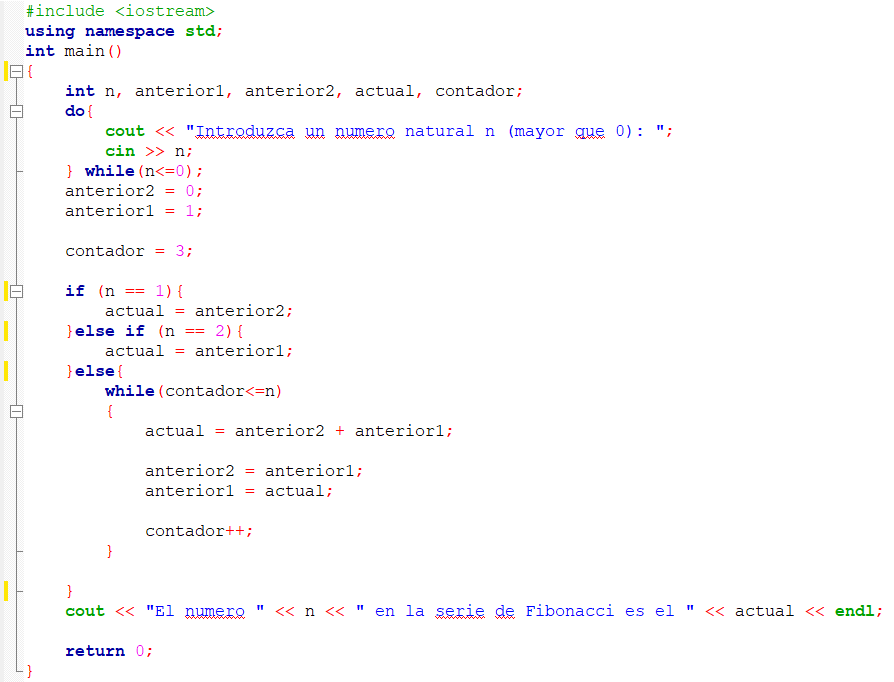 #include <iostream>
using namespace std;
int main()
{
int n, anterior1, anterior2, actual, contador;
do{
cout << "Introduzca un numero natural n (mayor que 0): ";
cin >> n;
} while(n<=0);
anterior2 = 0;
anterior1 = 1;
contador = 3;
if (n == 1){
actual = anterior2;
}else if (n == 2){
actual = anterior1;
}else{
while(contador<=n)
{
actual = anterior2 + anterior1;
anterior2 = anterior1;
anterior1 = actual;
contador++;
}
}
cout << "El numero " << n << " en la serie de Fibonacci es el " << actual << endl;
return 0;
}